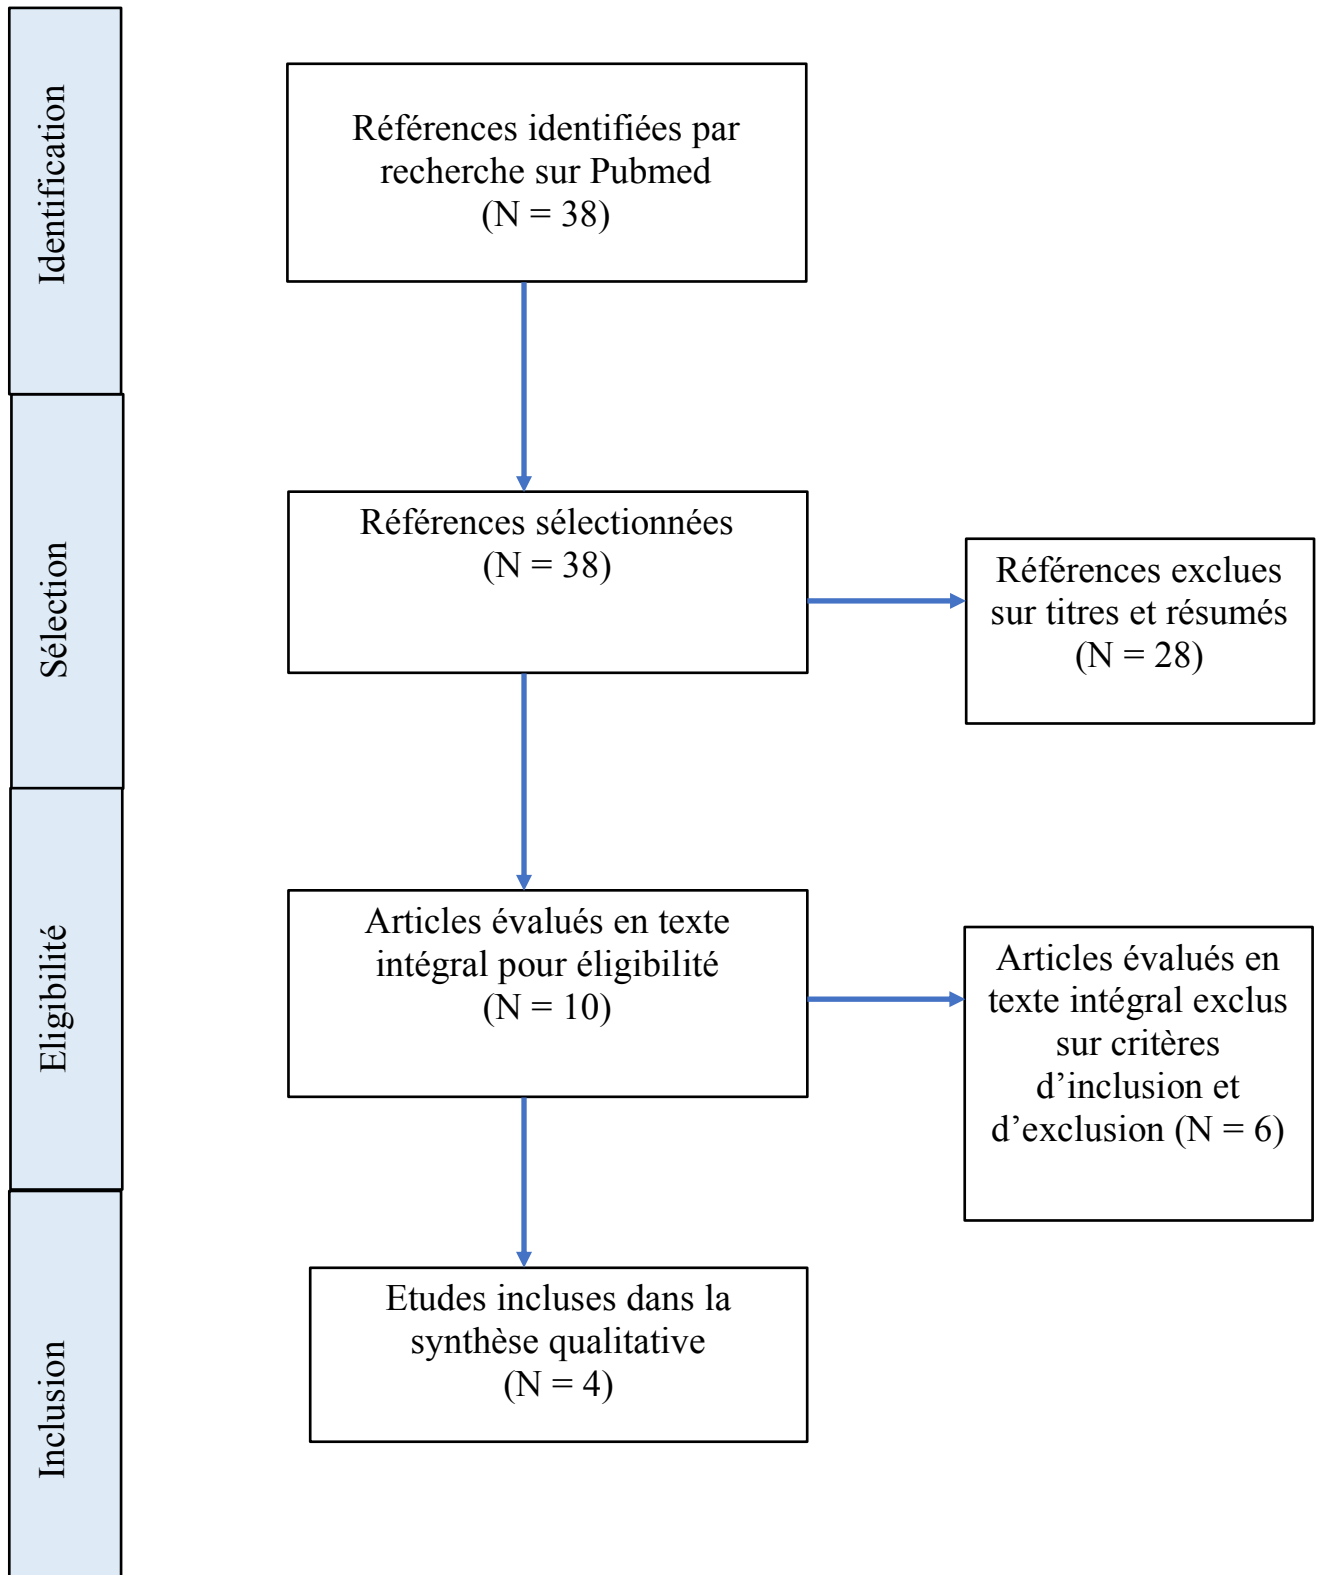 Identification
Références identifiées par
recherche sur Pubmed
(N = 38)
Sélection
Références sélectionnées
(N = 38)
Références exclues
sur titres et résumés
(N = 28)
Eligibilité
Articles évalués en texte
intégral pour éligibilité
(N = 10)
Articles évalués en
texte intégral exclus
sur critères
d’inclusion et
d’exclusion (N = 6)
Inclusion
Etudes incluses dans la
synthèse qualitative
(N = 4)